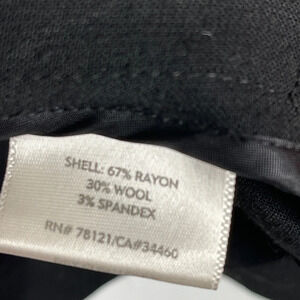 SHELL: 67% RAYON
30% WOOL
3% SPANDEX
RN# 78121/CA#34460